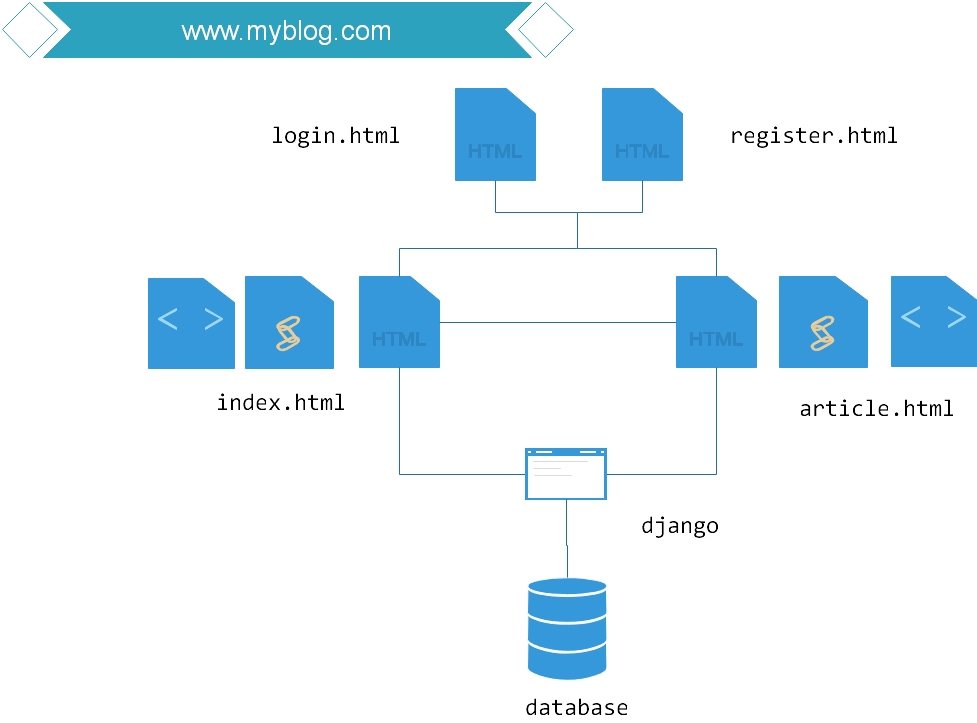 www.myblog.com
login.html
HTML
HTML
register.html
< >
HTML
HTML
< >
index.html
article.html
django
database